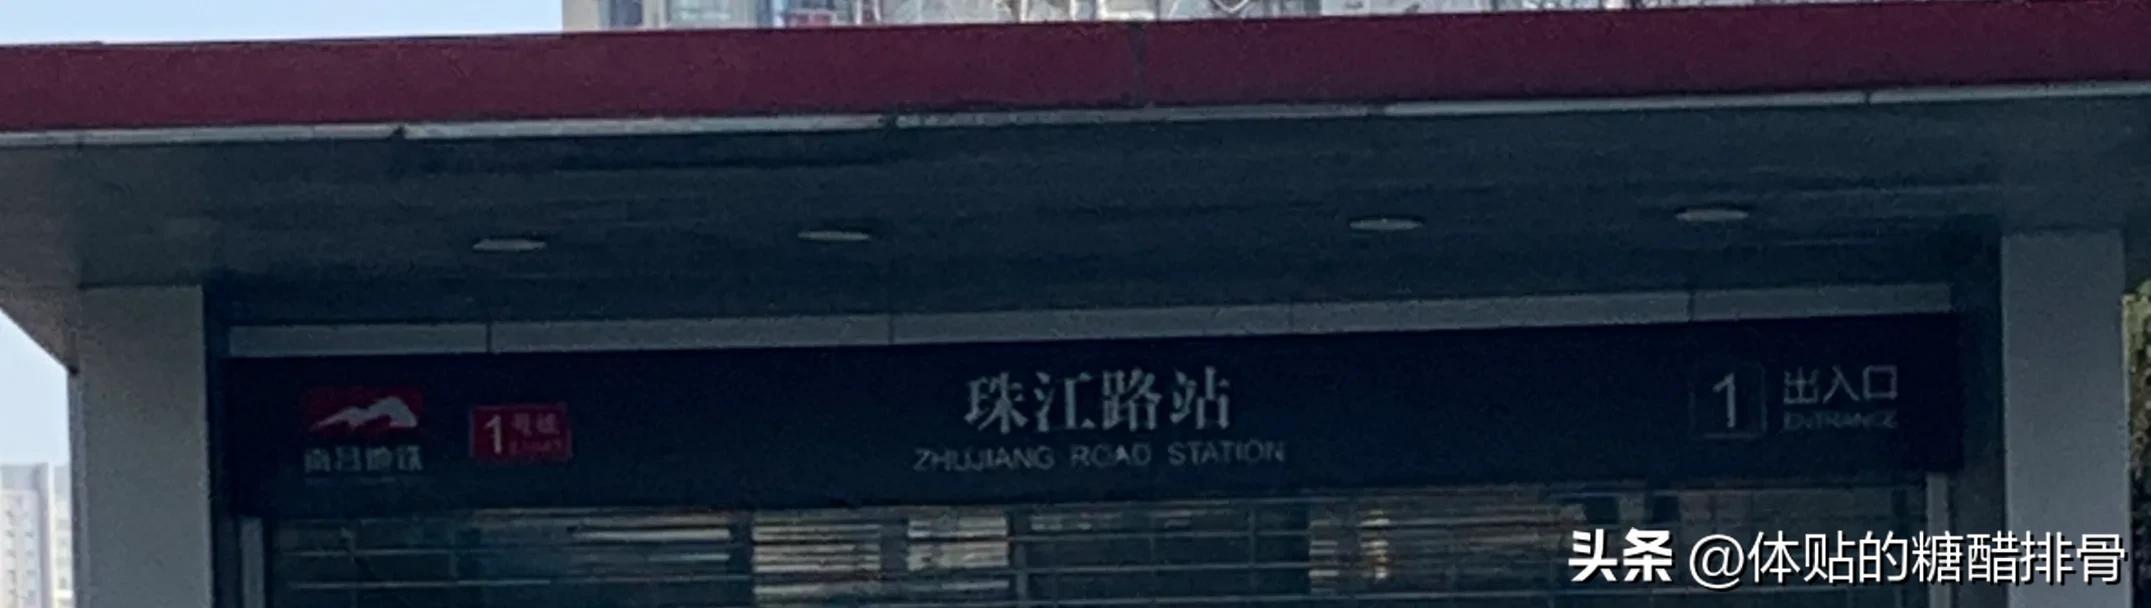 珠江路站
ZHUJIANG ROAD STATION
南昌地铁
1号线
1 出入口
ENTRANCE
头条 @体贴的糖醋排骨